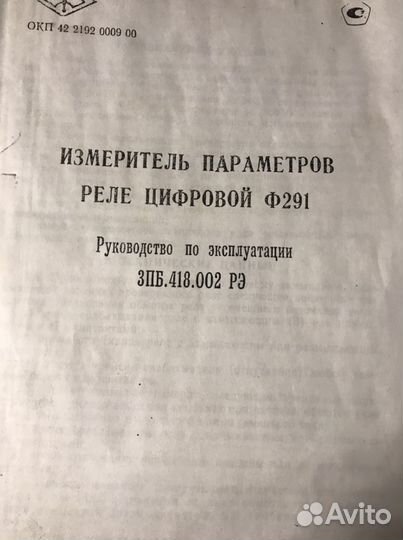 ОКП 42 2192 0009 00
ИЗМЕРИТЕЛЬ ПАРАМЕТРОВ
РЕЛЕ ЦИФРОВОЙ Ф291
Руководство по эксплуатации
3ПБ.418.002 РЭ
Avito